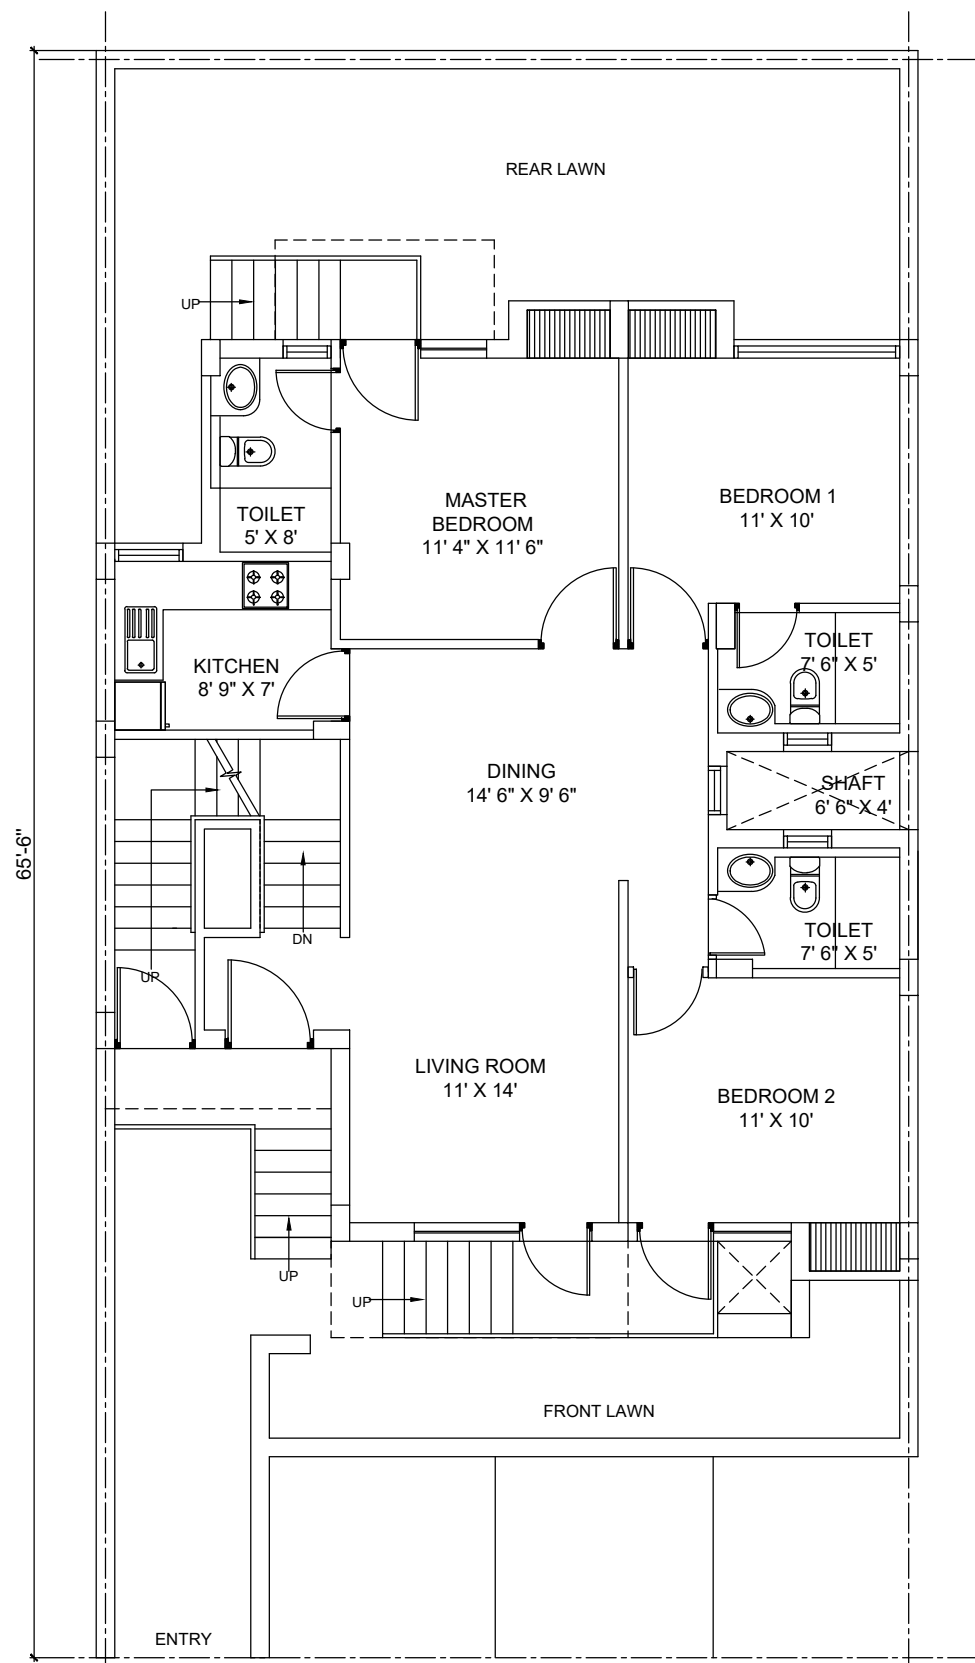 REAR LAWN
UP
MASTER
BEDROOM
11' 4" X 11' 6"
BEDROOM 1
11' X 10'
TOILET
5' X 8'
KITCHEN
8' 9" X 7'
TOILET
7' 6" X 5'
DINING
14' 6" X 9' 6"
SHAFT
6' 6" X 4'
65'-6"
DN
UP
TOILET
7' 6" X 5'
LIVING ROOM
11' X 14'
BEDROOM 2
11' X 10'
UP
UP
FRONT LAWN
ENTRY